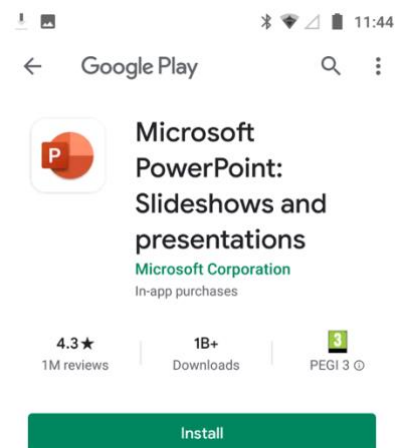 11:44
Google Play
P
Microsoft
PowerPoint:
Slideshows and
presentations
Microsoft Corporation
In-app purchases
4.3★ 1B+ 3
1M reviews Downloads PEGI 3
Install